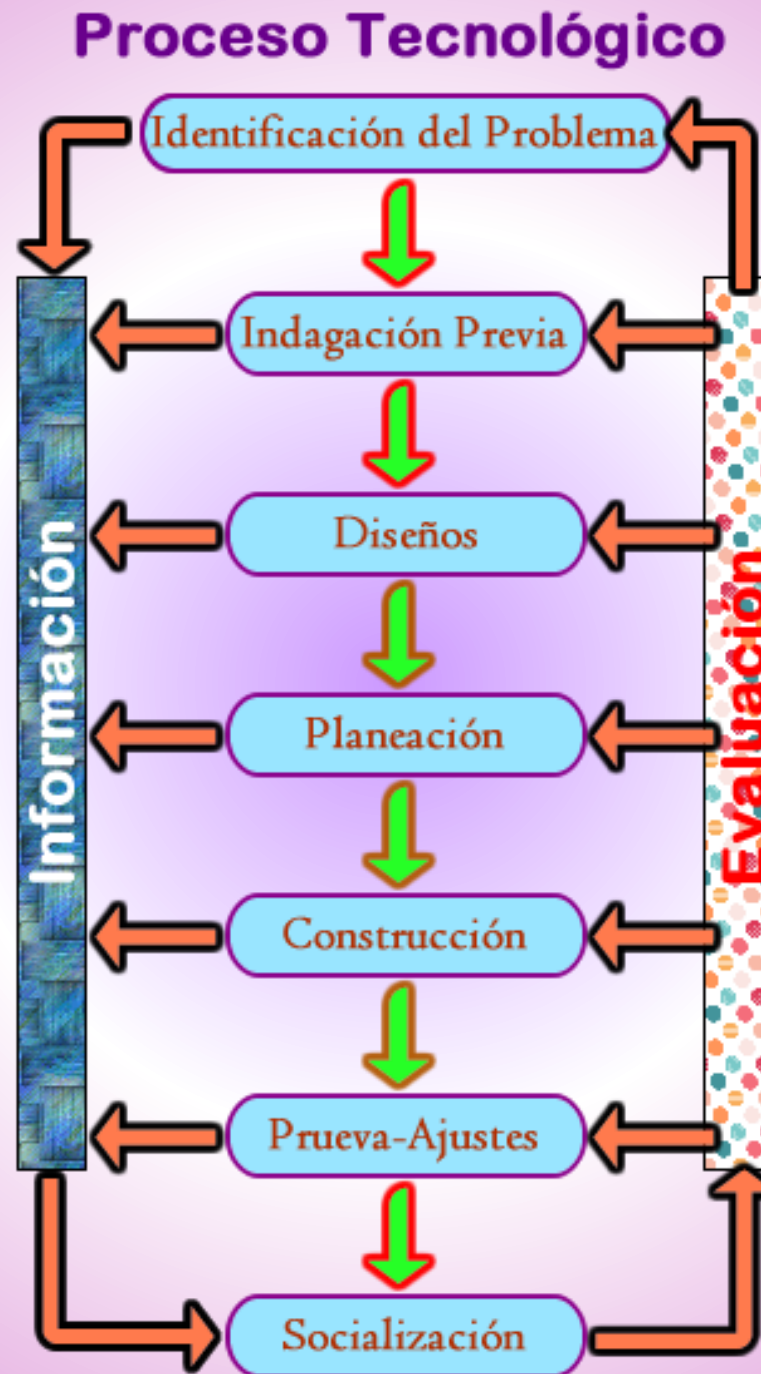 Proceso Tecnológico
Identificación del Problema
Indagación Previa
Diseños
Planeación
Construcción
Prueva-Ajustes
Socialización
Información
Evaluación